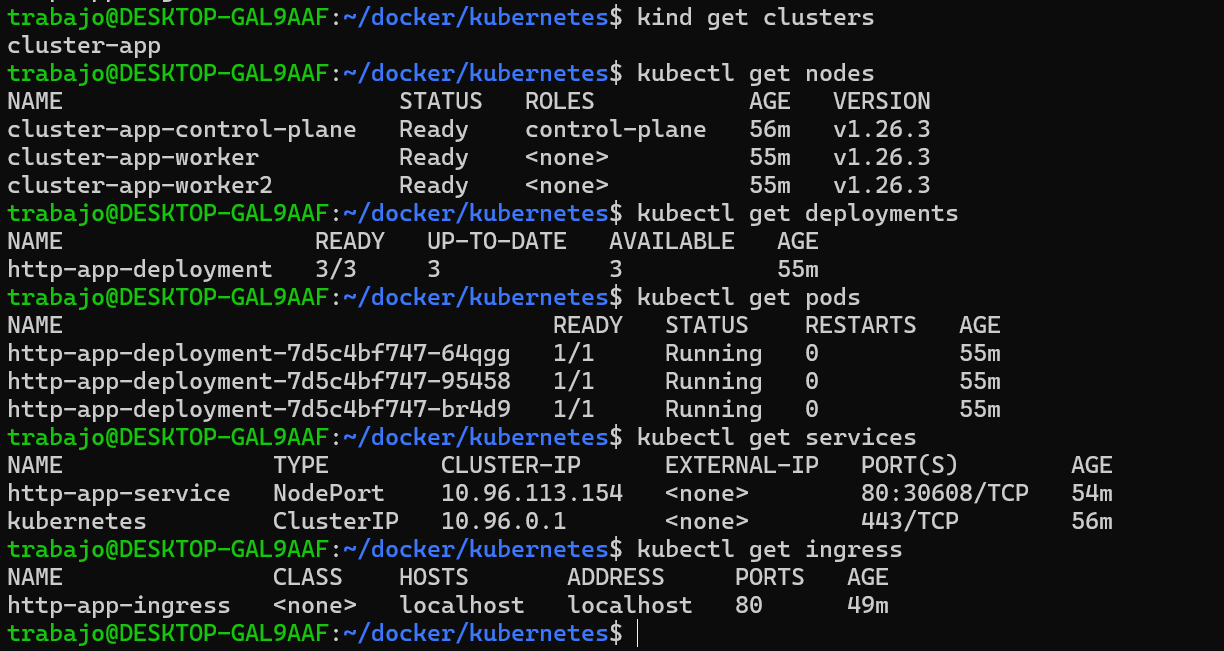 trabajo@DESKTOP-GAL9AAF:~/docker/kubernetes$ kind get clusters
cluster-app
trabajo@DESKTOP-GAL9AAF:~/docker/kubernetes$ kubectl get nodes
NAME                        STATUS   ROLES           AGE   VERSION
cluster-app-control-plane   Ready    control-plane   56m   v1.26.3
cluster-app-worker          Ready    <none>          55m   v1.26.3
cluster-app-worker2         Ready    <none>          55m   v1.26.3
trabajo@DESKTOP-GAL9AAF:~/docker/kubernetes$ kubectl get deployments
NAME                  READY   UP-TO-DATE   AVAILABLE   AGE
http-app-deployment   3/3     3            3           55m
trabajo@DESKTOP-GAL9AAF:~/docker/kubernetes$ kubectl get pods
NAME                                   READY   STATUS    RESTARTS   AGE
http-app-deployment-7d5c4bf747-64qgg   1/1     Running   0          55m
http-app-deployment-7d5c4bf747-95458   1/1     Running   0          55m
http-app-deployment-7d5c4bf747-br4d9   1/1     Running   0          55m
trabajo@DESKTOP-GAL9AAF:~/docker/kubernetes$ kubectl get services
NAME               TYPE        CLUSTER-IP      EXTERNAL-IP   PORT(S)        AGE
http-app-service   NodePort    10.96.113.154   <none>        80:30608/TCP   54m
kubernetes         ClusterIP   10.96.0.1       <none>        443/TCP        56m
trabajo@DESKTOP-GAL9AAF:~/docker/kubernetes$ kubectl get ingress
NAME               CLASS    HOSTS       ADDRESS     PORTS   AGE
http-app-ingress   <none>   localhost   localhost   80      49m
trabajo@DESKTOP-GAL9AAF:~/docker/kubernetes$